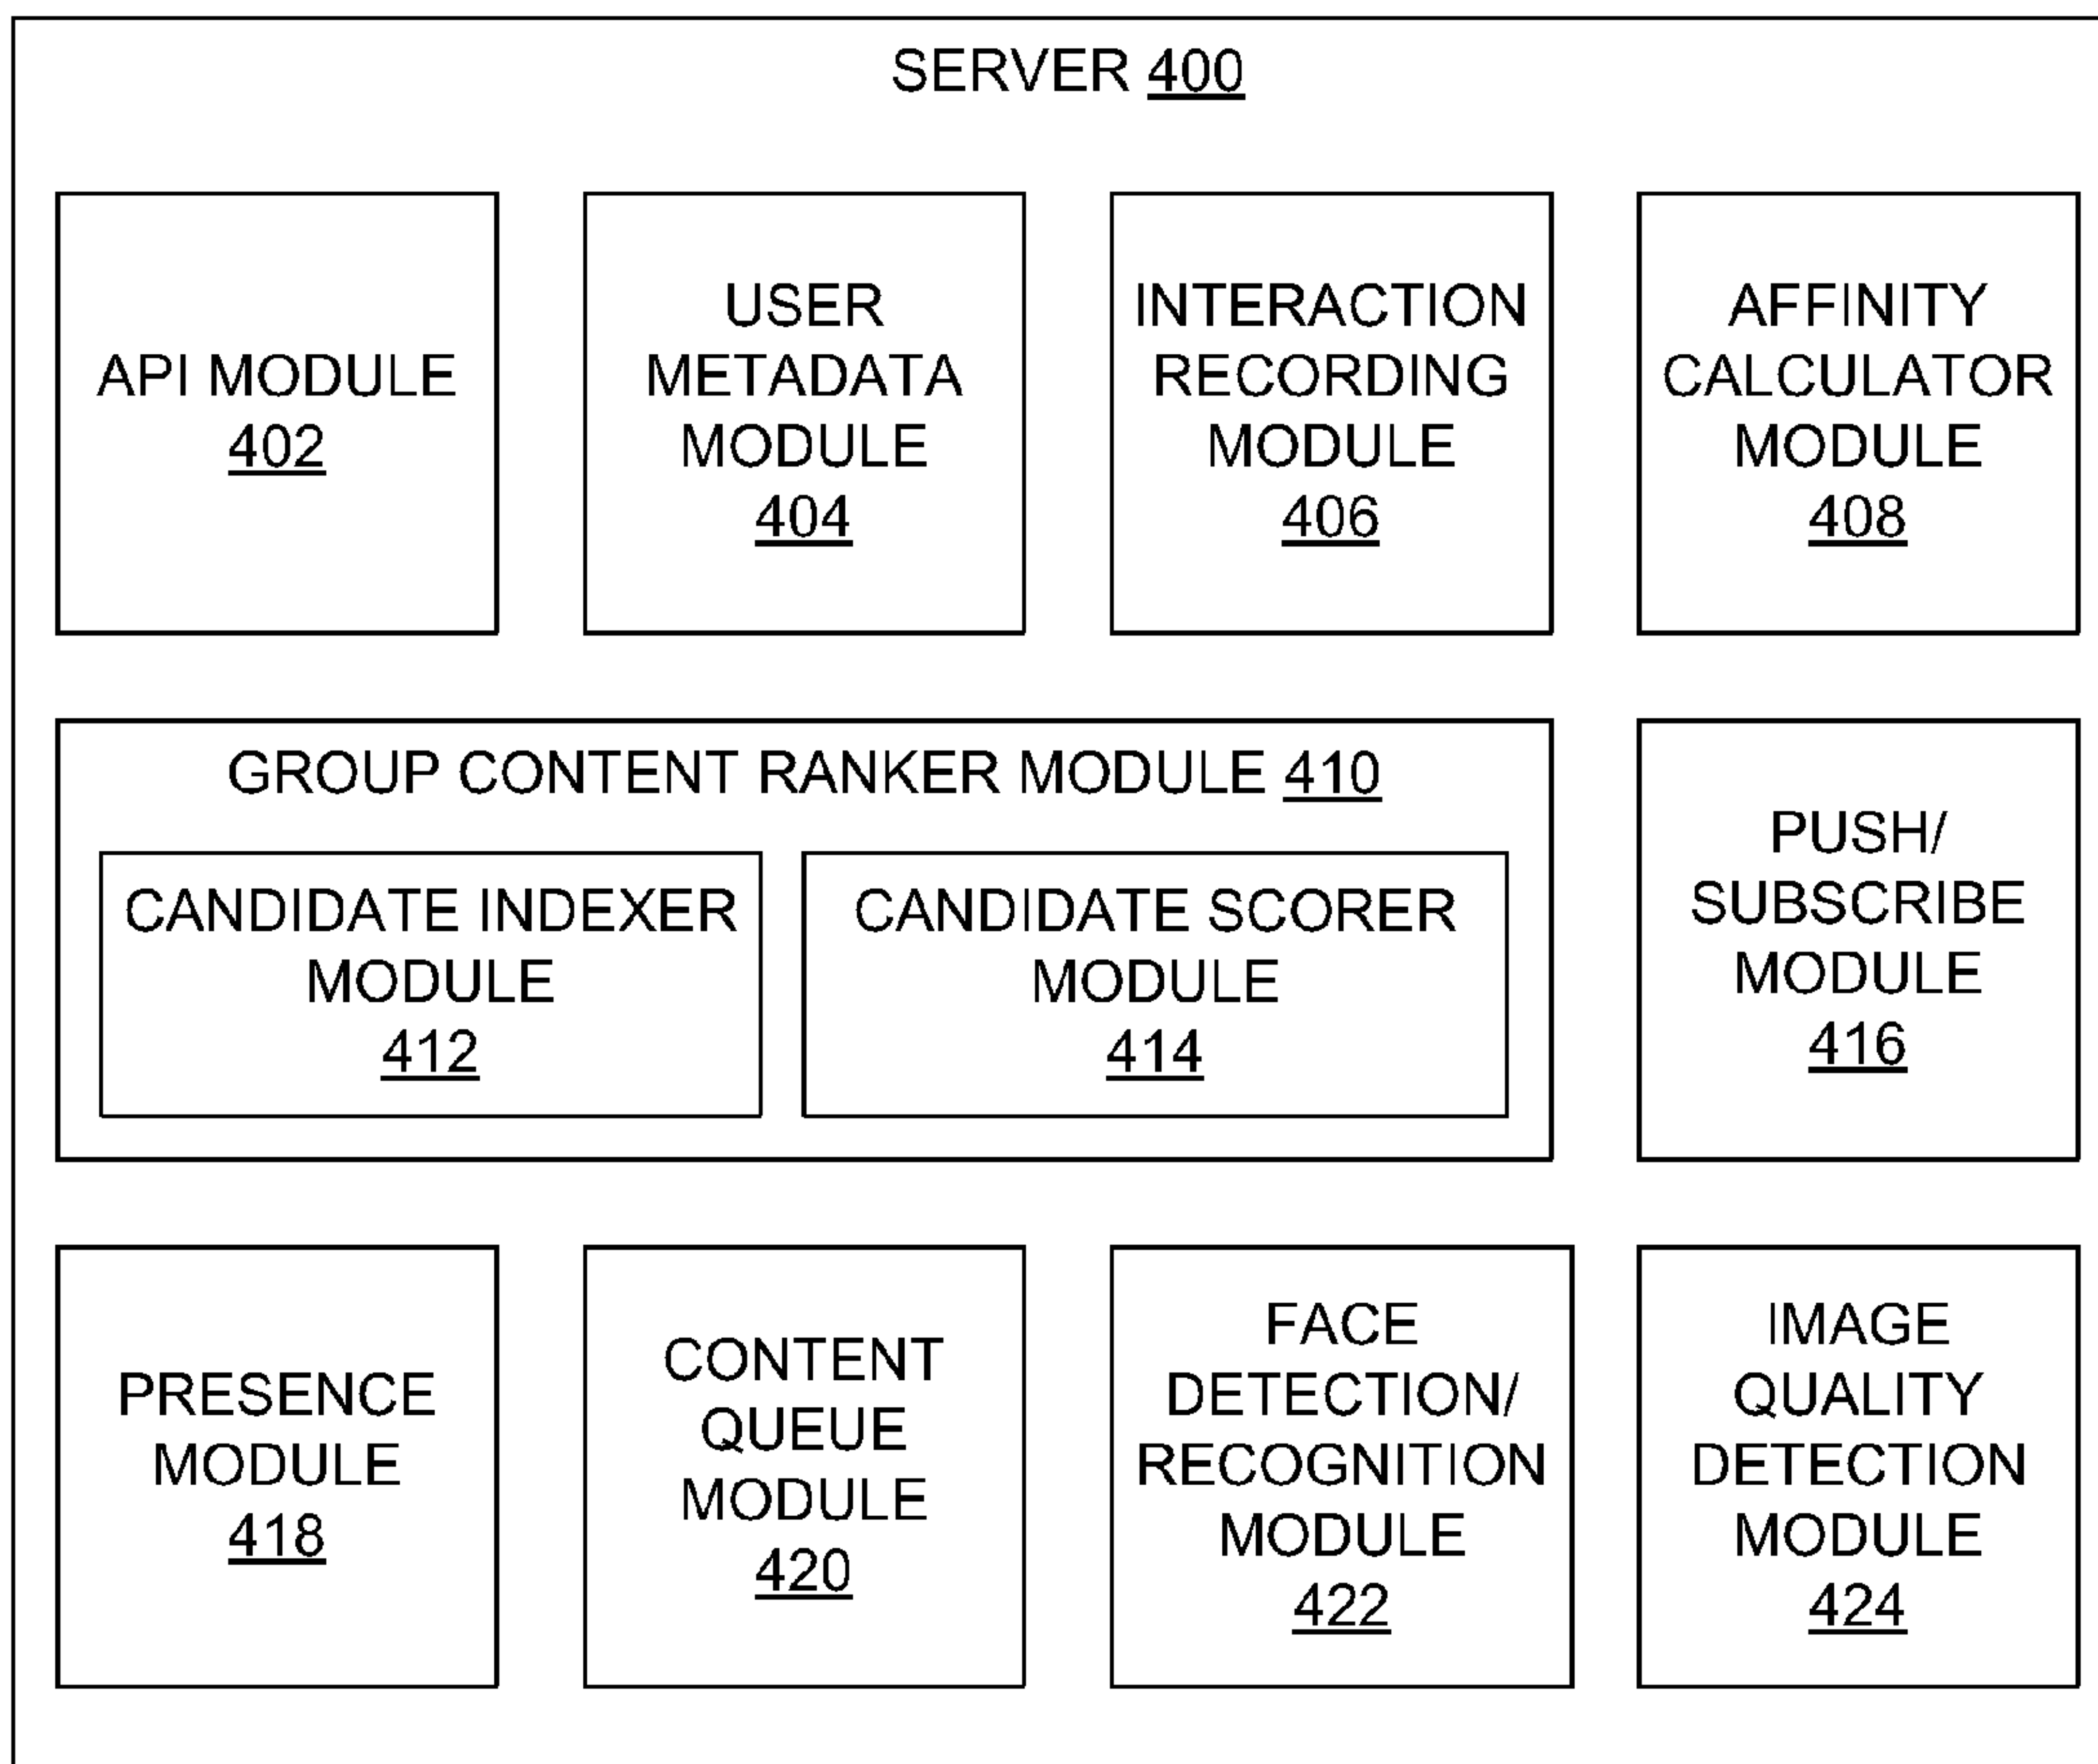 SERVER 400
API MODULE
402
USER
METADATA
MODULE
404
INTERACTION
RECORDING
MODULE
406
AFFINITY
CALCULATOR
MODULE
408
GROUP CONTENT RANKER MODULE 410
CANDIDATE INDEXER
MODULE
412
CANDIDATE SCORER
MODULE
414
PUSH/
SUBSCRIBE
MODULE
416
PRESENCE
MODULE
418
CONTENT
QUEUE
MODULE
420
FACE
DETECTION/
RECOGNITION
MODULE
422
IMAGE
QUALITY
DETECTION
MODULE
424